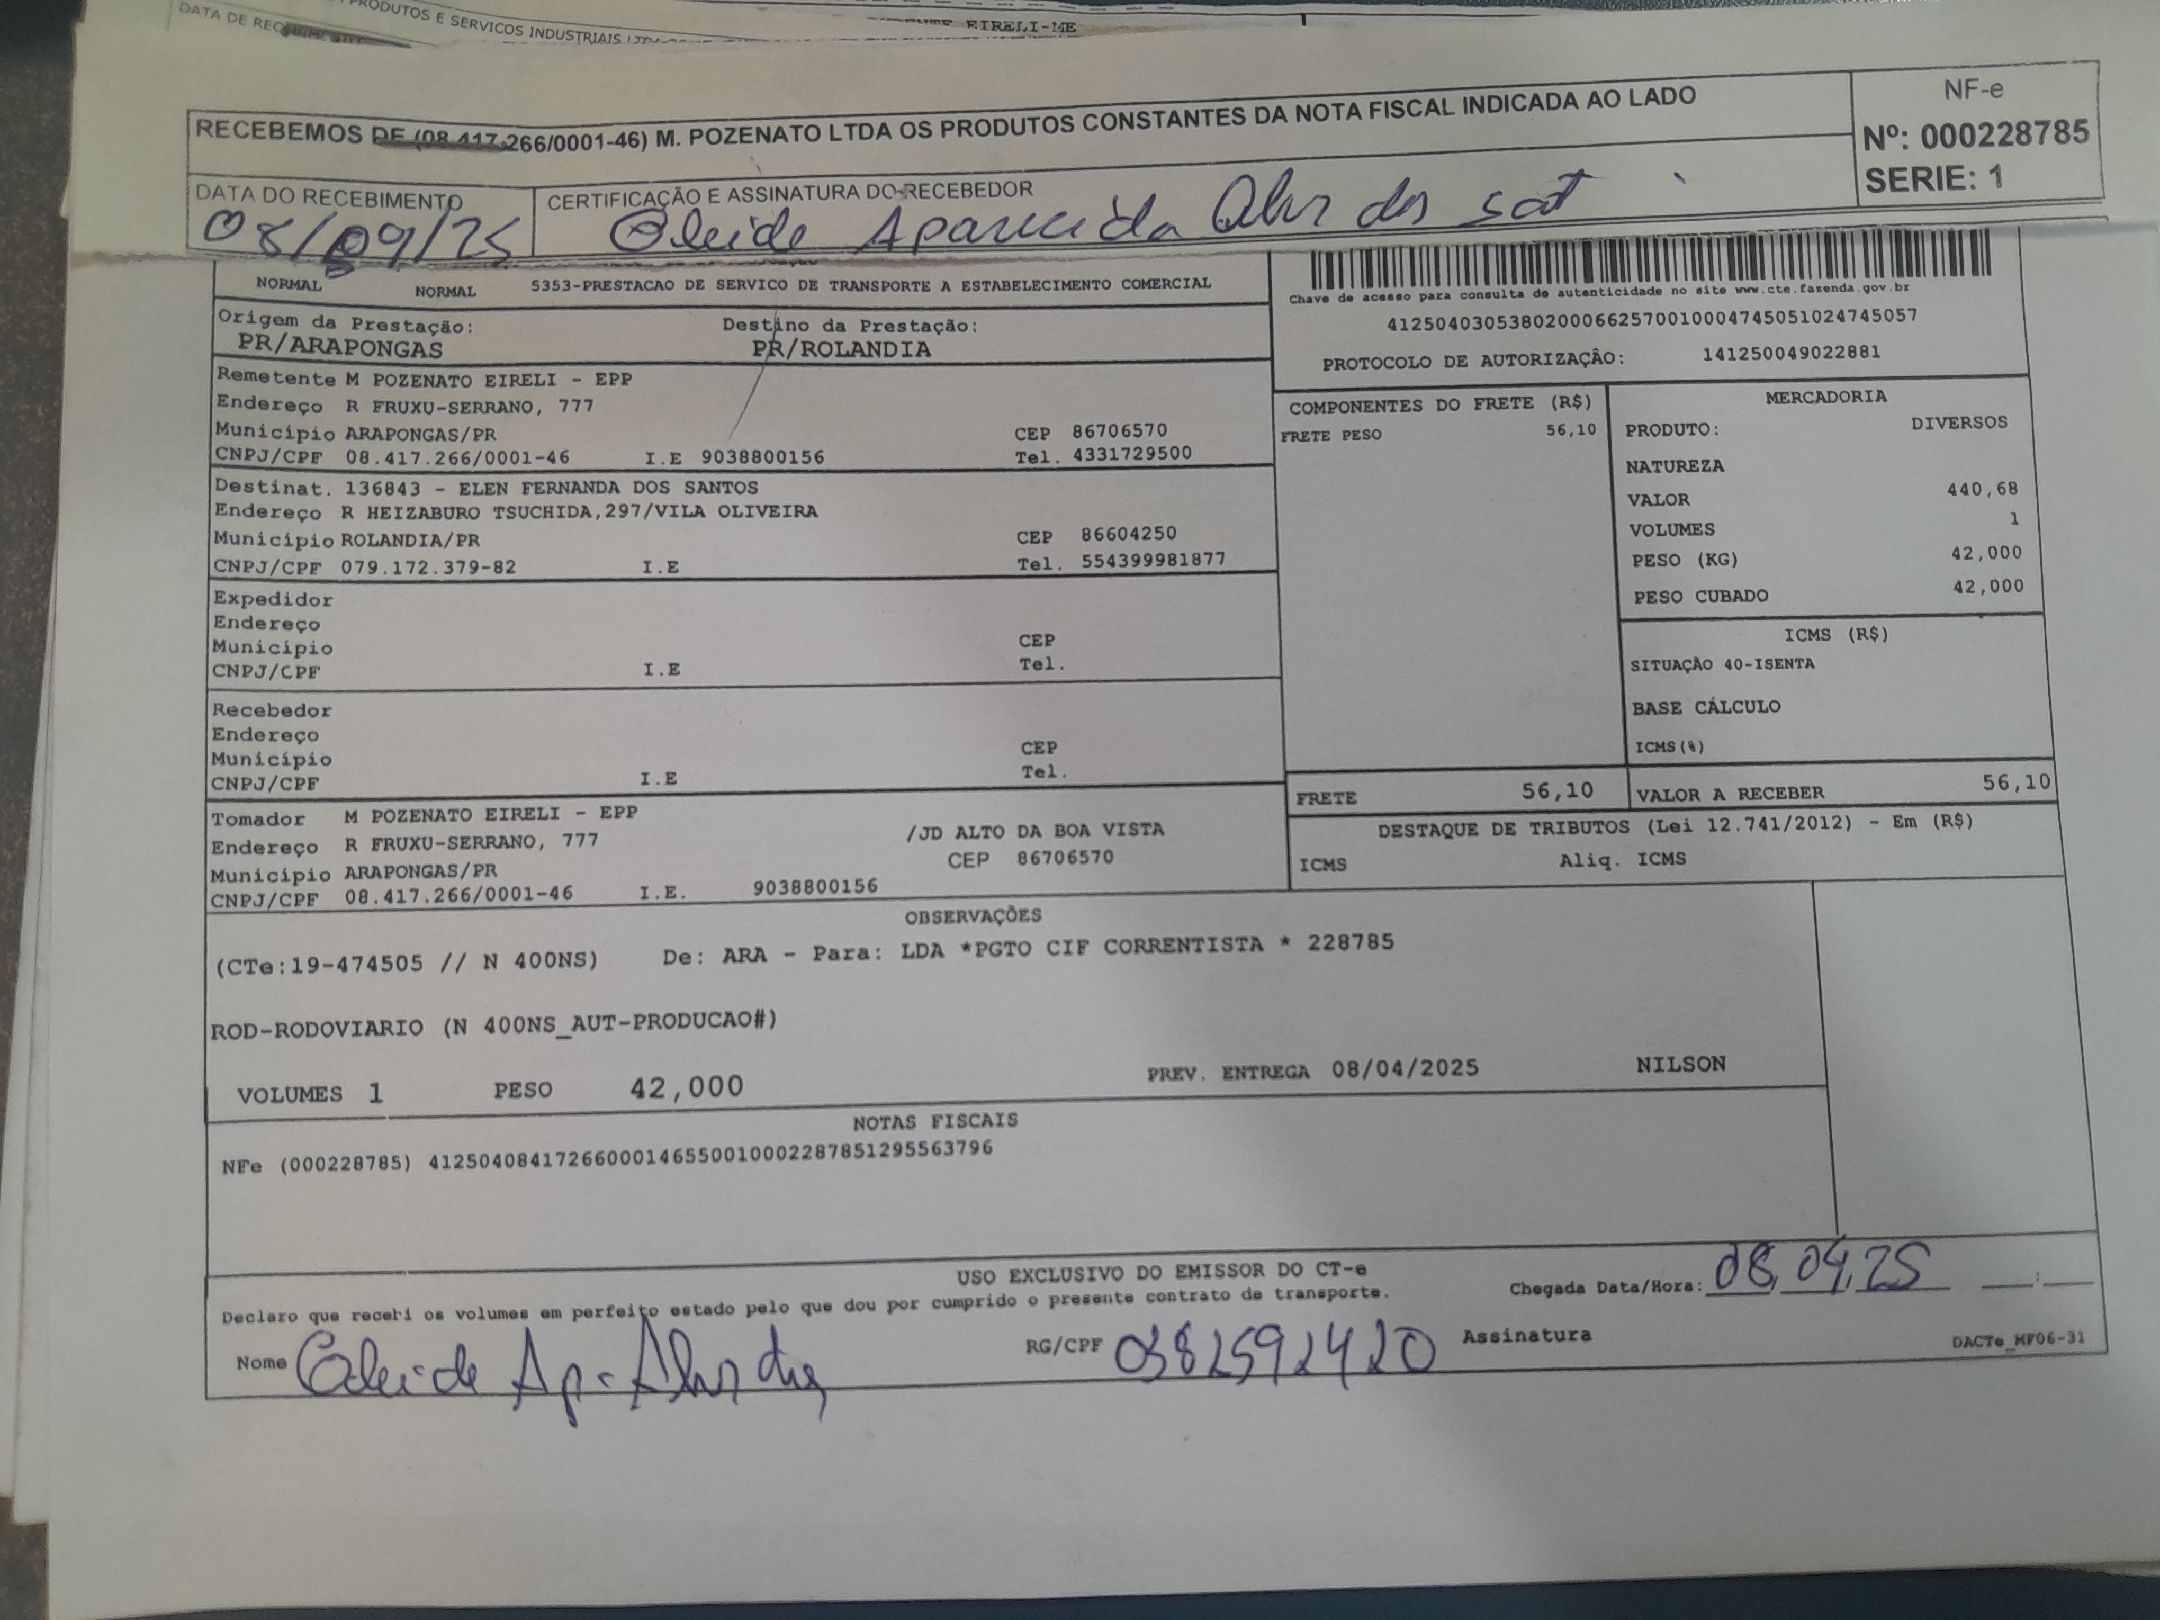 DATA DE RECEBIMENTO
PRODUTOS E SERVICOS INDUSTRIAIS
EIRELI-ME
RECEBEMOS DE (08.417.266/0001-46) M. POZENATO LTDA OS PRODUTOS CONSTANTES DA NOTA FISCAL INDICADA AO LADO
NF-e
Nº: 000228785
SERIE: 1
DATA DO RECEBIMENTO
CERTIFICAÇÃO E ASSINATURA DO RECEBEDOR
08/09/25
Aparecida dos
NORMAL NORMAL 5353-PRESTACAO DE SERVICO DE TRANSPORTE A ESTABELECIMENTO COMERCIAL
Chave de acesso para consulta de autenticidade no site www.cte.fazenda.gov.br
41250403053802000662570010004745051024745057
PROTOCOLO DE AUTORIZAÇÃO: 141250049022881
Origem da Prestação: Destino da Prestação:
PR/ARAPONGAS PR/ROLANDIA
Remetente M POZENATO EIRELI - EPP
Endereço R FRUXU-SERRANO, 777
Município ARAPONGAS/PR CEP 86706570
CNPJ/CPF 08.417.266/0001-46 I.E 9038800156 Tel. 4331729500
Destinat. 136843 - ELEN FERNANDA DOS SANTOS
Endereço R HEIZABURO TSUCHIDA,297/VILA OLIVEIRA
Município ROLANDIA/PR CEP 86604250
CNPJ/CPF 079.172.379-82 I.E Tel. 554399981877
Expedidor
Endereço
Município CEP
CNPJ/CPF I.E Tel.
Recebedor
Endereço
Município CEP
CNPJ/CPF I.E Tel.
Tomador M POZENATO EIRELI - EPP
Endereço R FRUXU-SERRANO, 777 /JD ALTO DA BOA VISTA
Município ARAPONGAS/PR CEP 86706570
CNPJ/CPF 08.417.266/0001-46 I.E. 9038800156
COMPONENTES DO FRETE (R$)
FRETE PESO 56,10
MERCADORIA
PRODUTO: DIVERSOS
NATUREZA
VALOR 440,68
VOLUMES 1
PESO (KG) 42,000
PESO CUBADO 42,000
ICMS (R$)
SITUAÇÃO 40-ISENTA
BASE CÁLCULO
ICMS(%)
FRETE 56,10 VALOR A RECEBER 56,10
DESTAQUE DE TRIBUTOS (Lei 12.741/2012) - Em (R$)
ICMS Aliq. ICMS
OBSERVAÇÕES
(CTe:19-474505 // N 400NS) De: ARA - Para: LDA *PGTO CIF CORRENTISTA * 228785
ROD-RODOVIARIO (N 400NS_AUT-PRODUCAO#)
VOLUMES 1 PESO 42,000 PREV. ENTREGA 08/04/2025 NILSON
NOTAS FISCAIS
NFe (000228785) 41250408417266000146550010002287851295563796
USO EXCLUSIVO DO EMISSOR DO CT-e
Declaro que recebi os volumes em perfeito estado pelo que dou por cumprido o presente contrato de transporte.
Chegada Data/Hora: 08,04,25 __:__
Nome Ap. RG/CPF 0382592420 Assinatura
DACTe_MF06-31